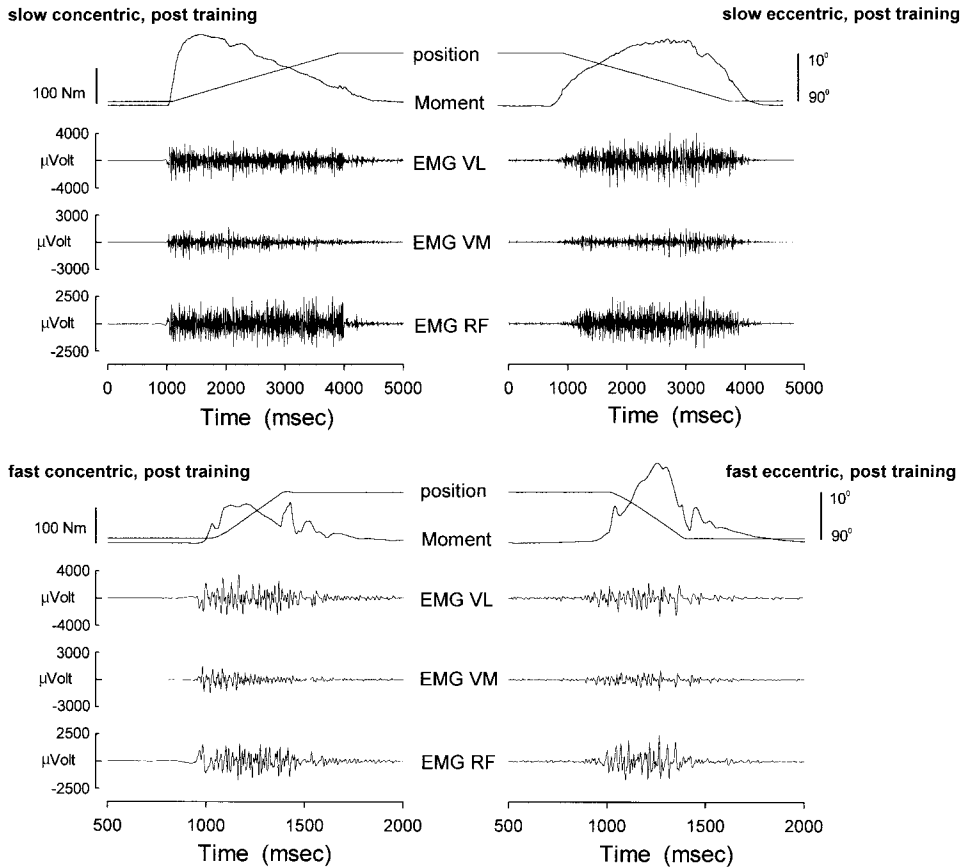 slow concentric, post training
slow eccentric, post training
position
10⁰
100 Nm
Moment
90⁰
4000
µVolt
EMG VL
-4000
3000
µVolt
EMG VM
-3000
2500
µVolt
EMG RF
-2500
0 1000 2000 3000 4000 5000
0 1000 2000 3000 4000 5000
Time (msec)
Time (msec)
fast concentric, post training
fast eccentric, post training
position
10⁰
100 Nm
Moment
90⁰
4000
µVolt
EMG VL
-4000
3000
µVolt
EMG VM
-3000
2500
µVolt
EMG RF
-2500
500 1000 1500 2000
500 1000 1500 2000
Time (msec)
Time (msec)